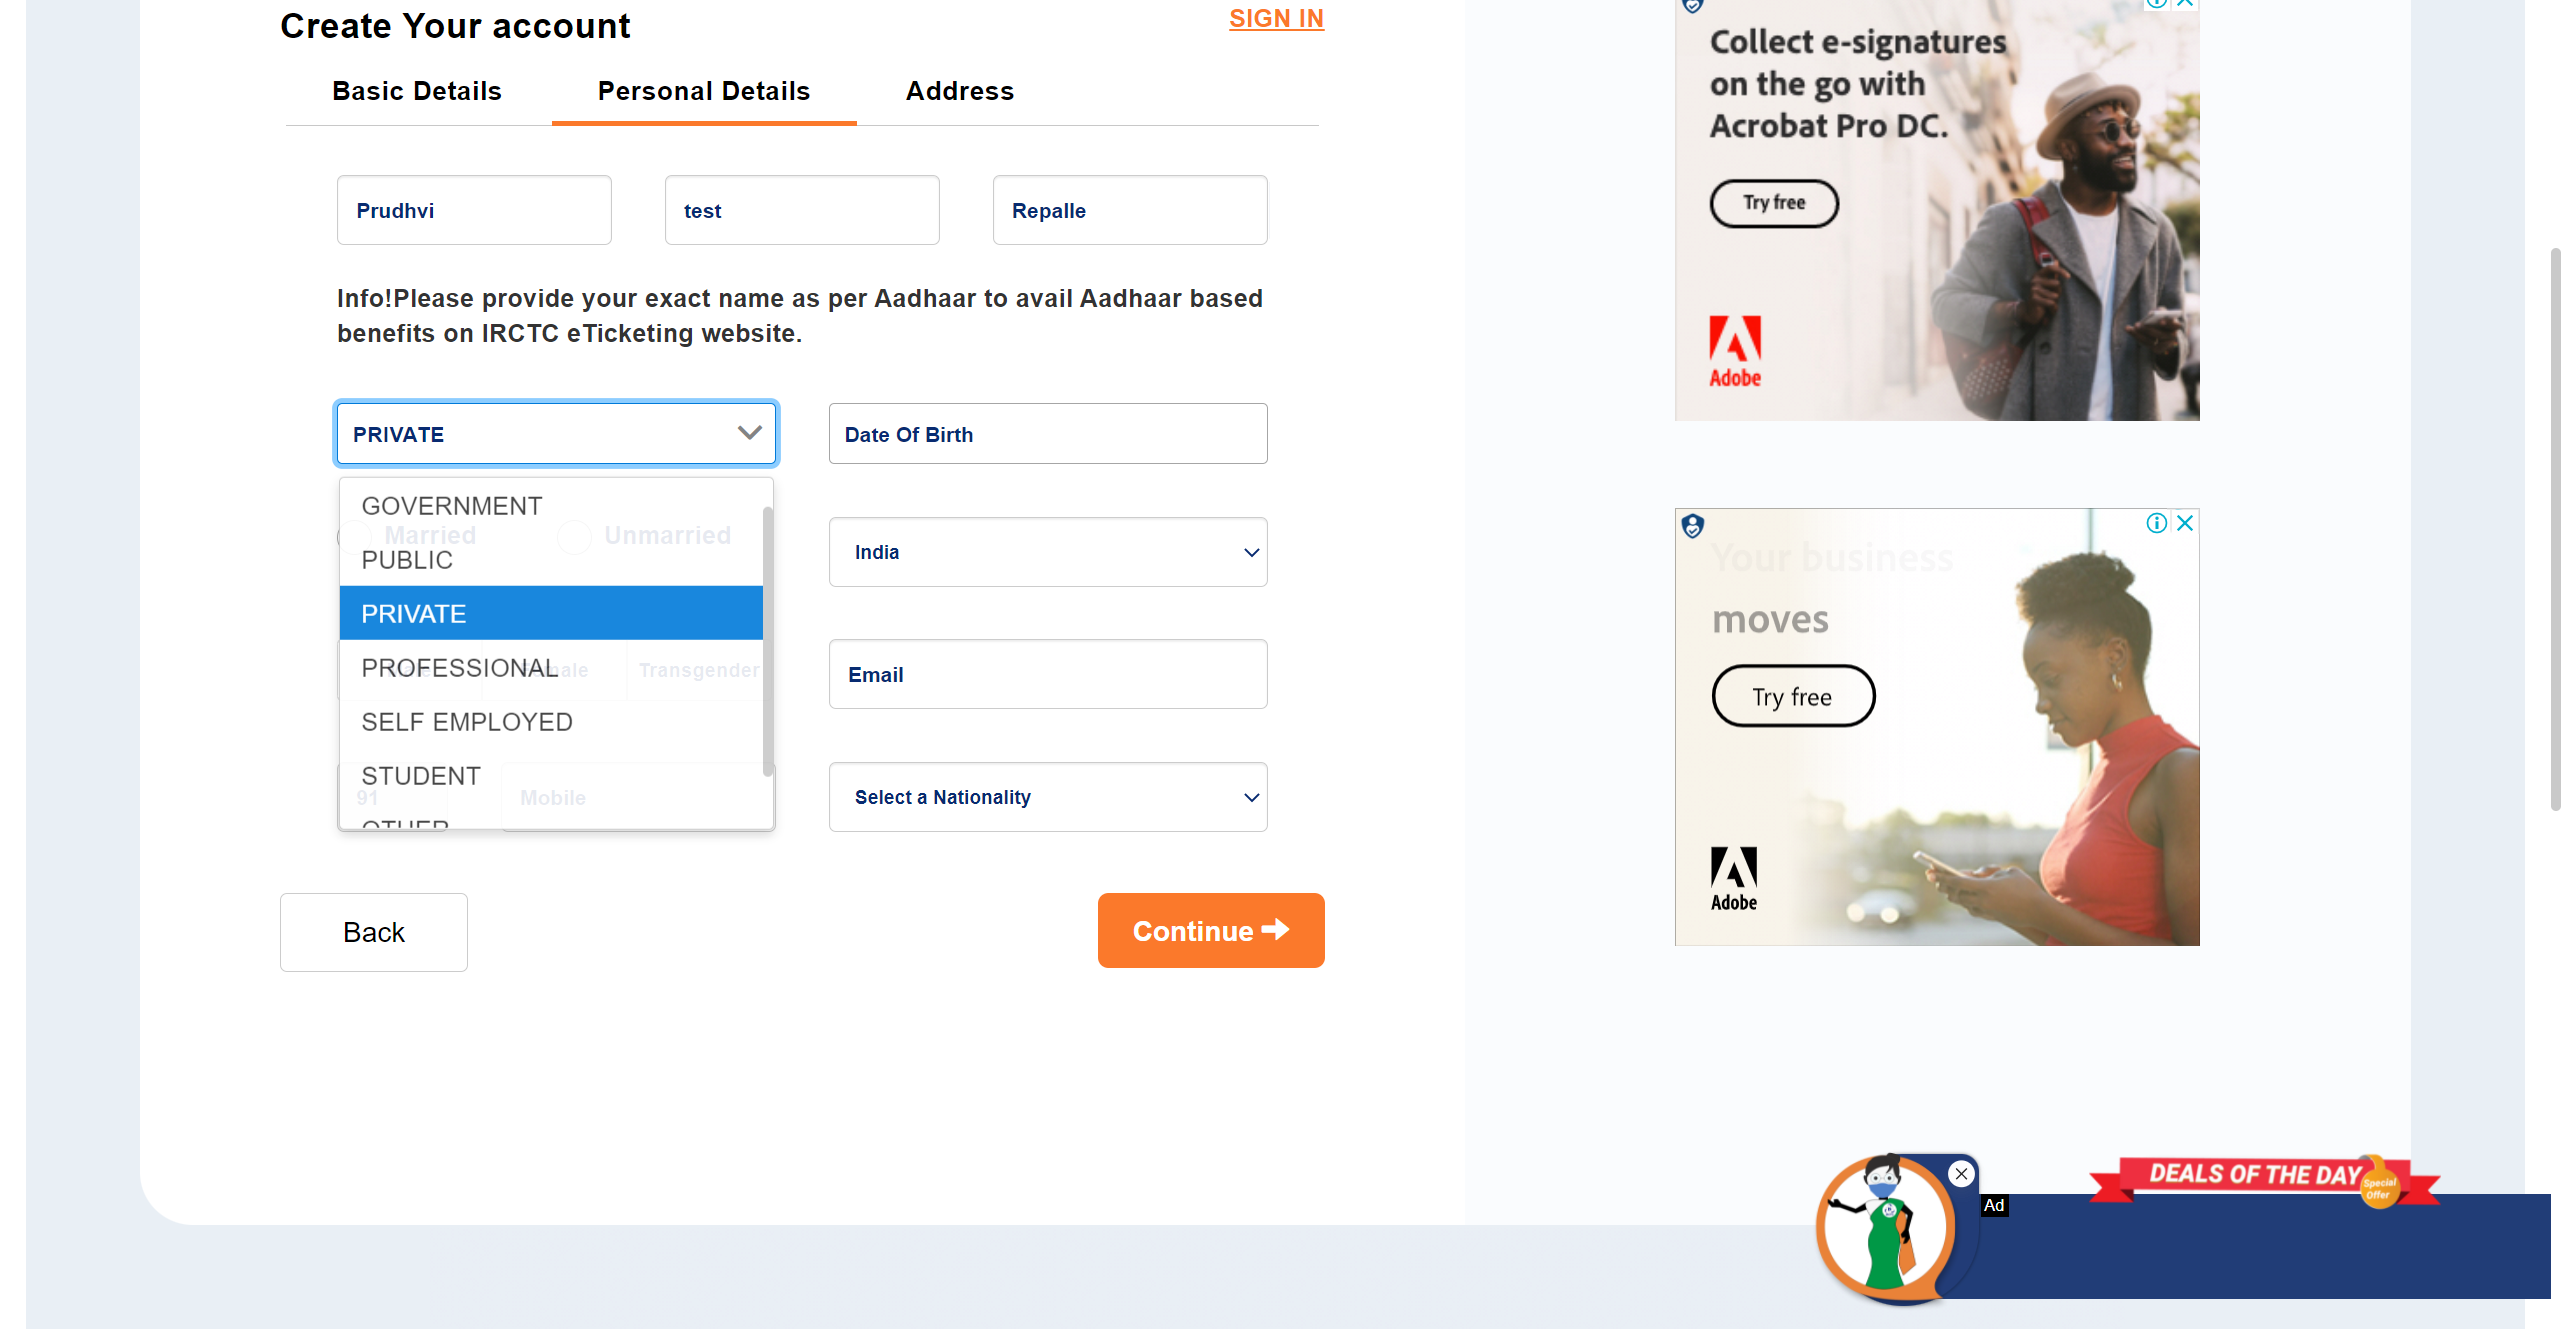 Create Your account
SIGN IN
Basic Details
Personal Details
Address
Prudhvi
test
Repalle
Info!Please provide your exact name as per Aadhaar to avail Aadhaar based
benefits on IRCTC eTicketing website.
PRIVATE
Date Of Birth
GOVERNMENT
Married
Unmarried
PUBLIC
India
PRIVATE
PROFESSIONAL
Female
Transgender
Email
SELF EMPLOYED
STUDENT
91
Mobile
OTHER
Select a Nationality
Back
Continue
Collect e-signatures
on the go with
Acrobat Pro DC.
Try free
Adobe
Your business
moves
Try free
Adobe
DEALS OF THE DAY
Special
Offer
Ad